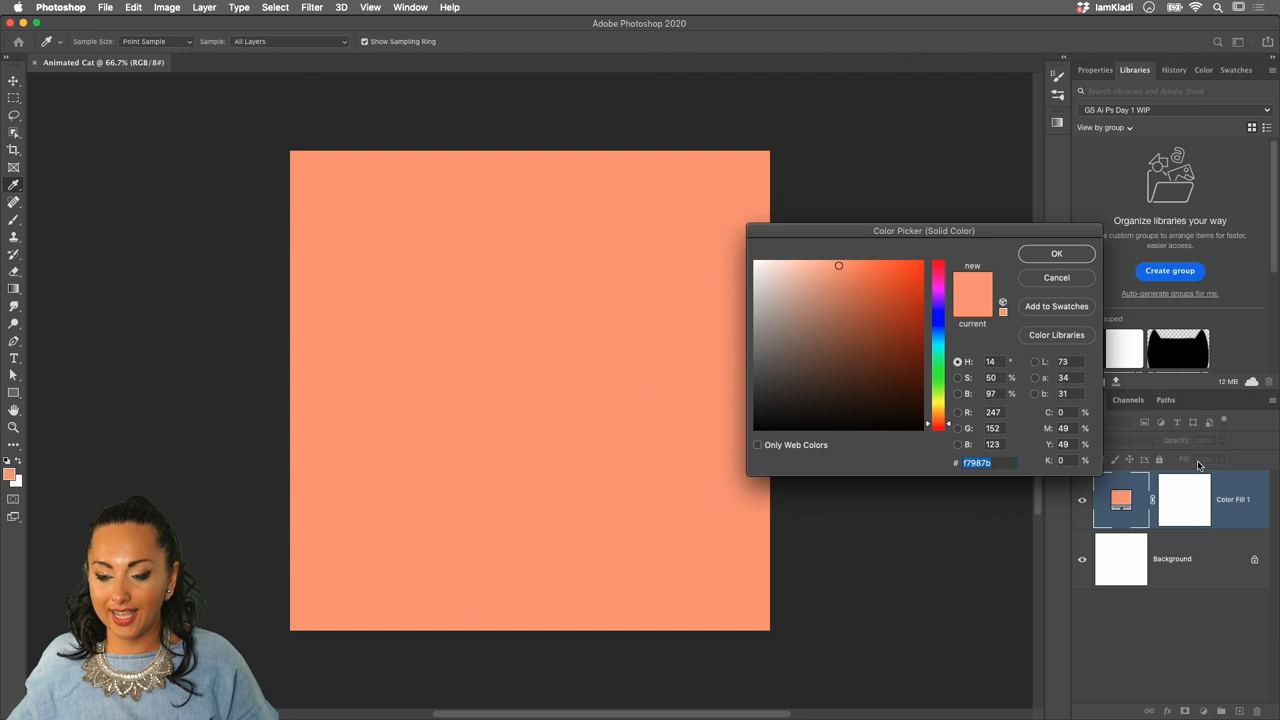 Photoshop File Edit Image Layer Type Select Filter 3D View Window Help IamKladi
Adobe Photoshop 2020
Sample Size: Point Sample Sample: All Layers Show Sampling Ring
Animated Cat @ 66.7% (RGB/8#)
Properties Libraries History Color Swatches
Search libraries and Adobe Stock
GS Ai Ps Day 1 WIP
View by group
Organize libraries your way
custom groups to arrange items for
faster, easier access.
Create group
Auto-generate groups for me.
12 MB
Channels Paths
Opacity: 100%
Fill:
Color Fill 1
Background
Color Picker (Solid Color)
new
current
OK
Cancel
Add to Swatches
Color Libraries
H: 14 ° L: 73
S: 50 % a: 34
B: 97 % b: 31
R: 247 C: 0 %
G: 152 M: 49 %
B: 123 Y: 49 %
# f7987b K: 0 %
Only Web Colors